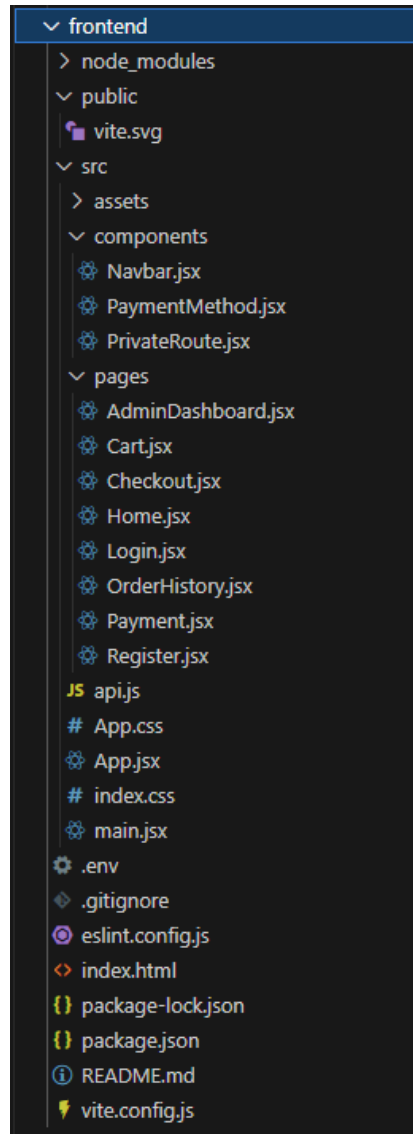 frontend
node_modules
public
vite.svg
src
assets
components
Navbar.jsx
PaymentMethod.jsx
PrivateRoute.jsx
pages
AdminDashboard.jsx
Cart.jsx
Checkout.jsx
Home.jsx
Login.jsx
OrderHistory.jsx
Payment.jsx
Register.jsx
JS api.js
# App.css
App.jsx
# index.css
main.jsx
.env
.gitignore
eslint.config.js
<> index.html
{} package-lock.json
{} package.json
README.md
vite.config.js